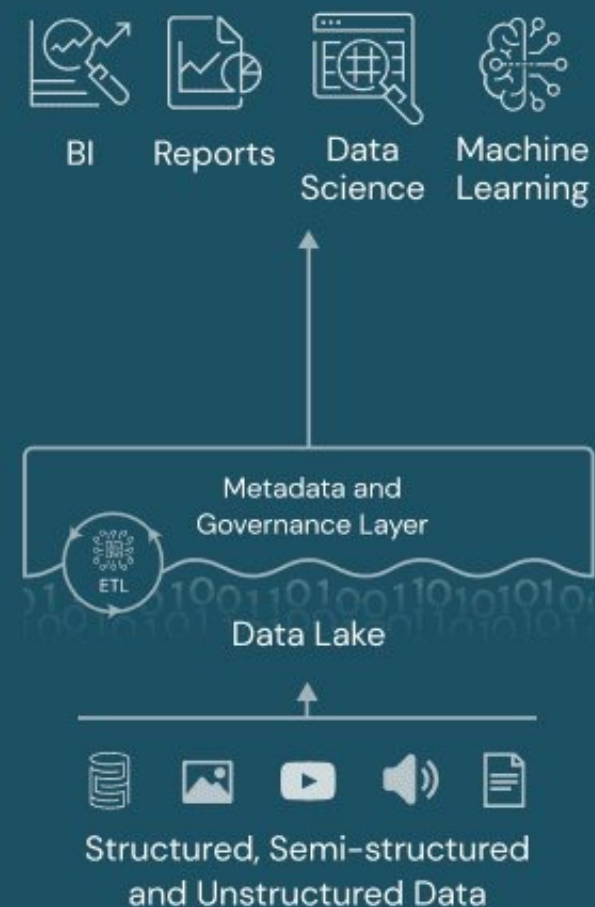 BI
Reports
Data
Science
Machine
Learning
Metadata and
Governance Layer
ETL
Data Lake
Structured, Semi-structured
and Unstructured Data